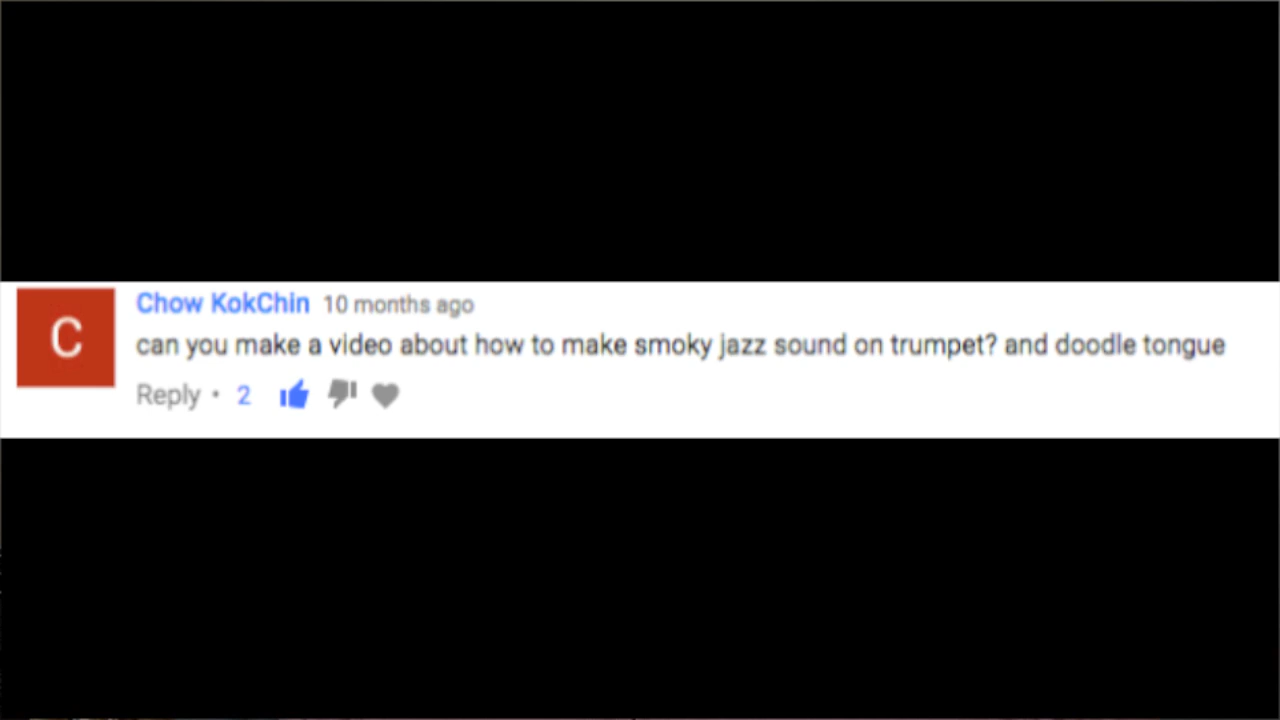 C
Chow KokChin 10 months ago
can you make a video about how to make smoky jazz sound on trumpet? and doodle tongue
Reply • 2